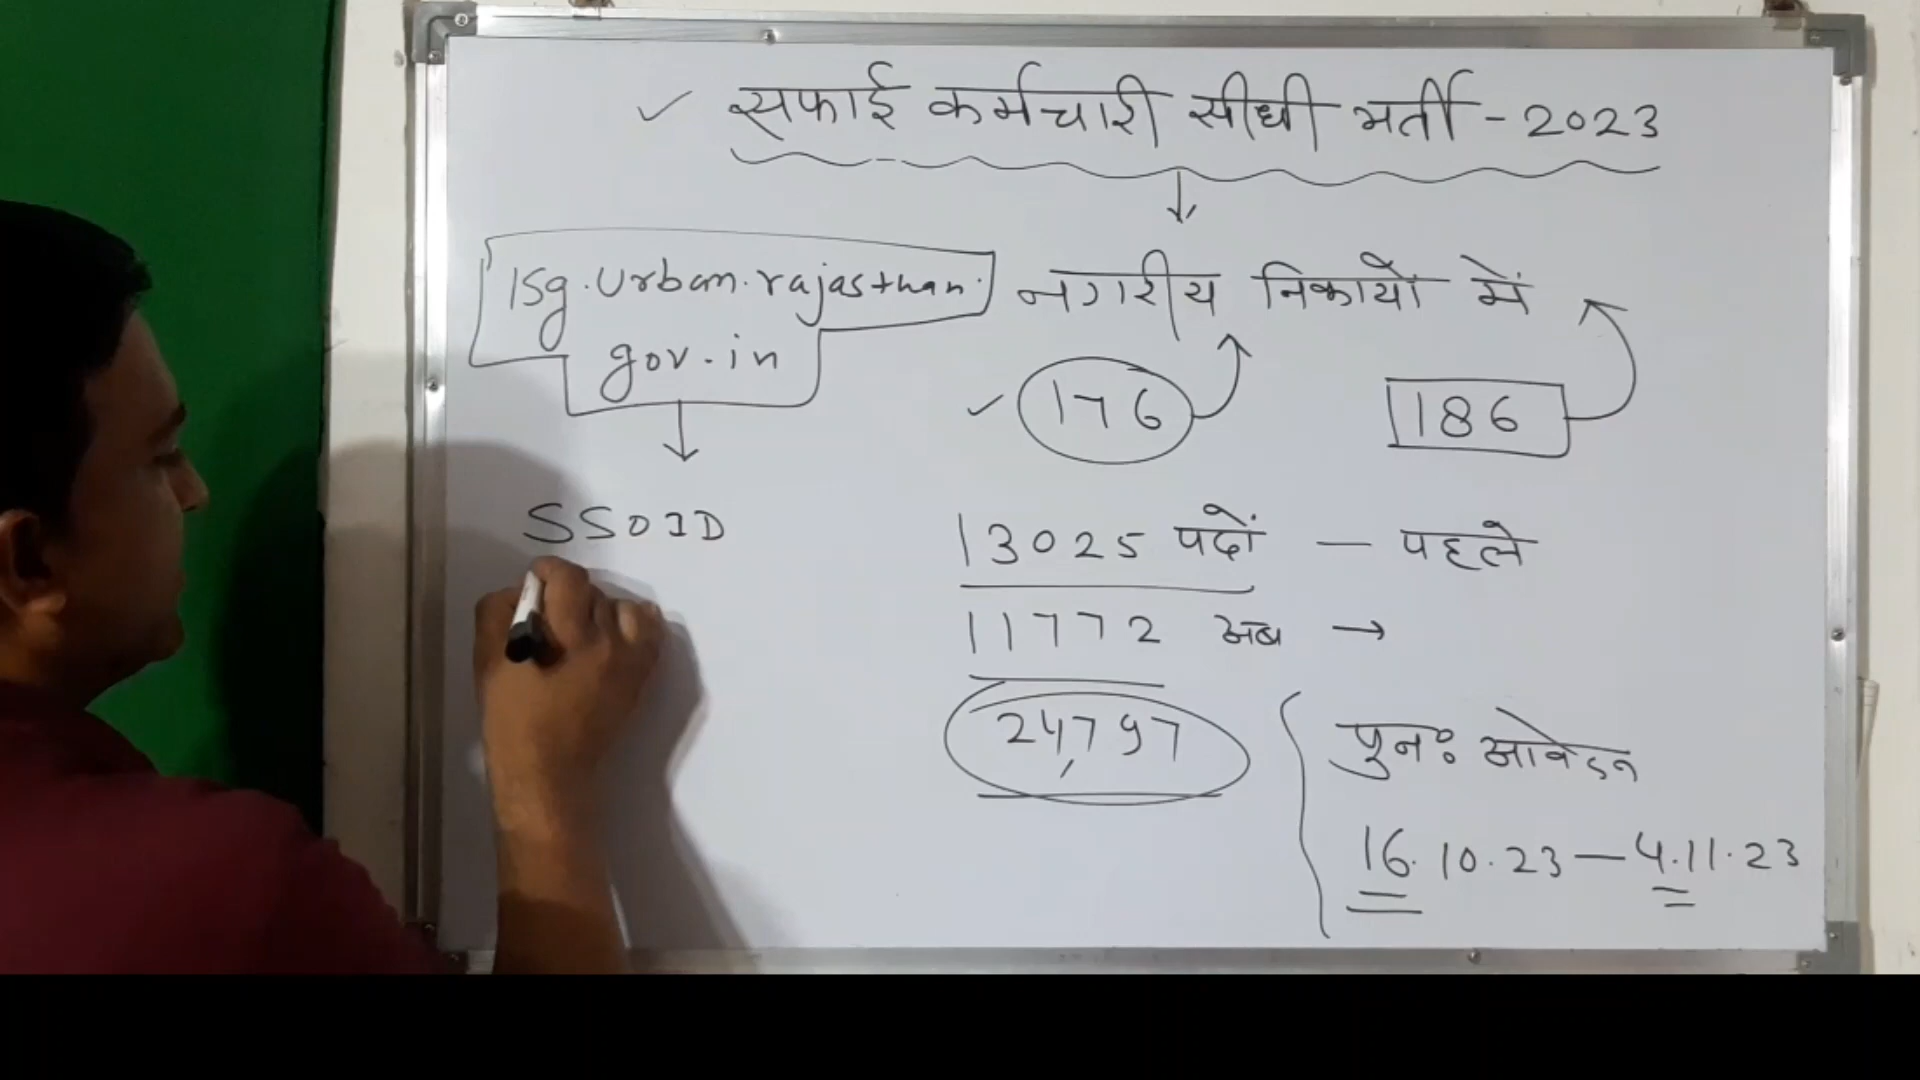 सफाई कर्मचारी सीधी भर्ती - 2023
lsg.urban.rajasthan.
gov.in
SSOID
नगरीय निकायों में
176
186
13025 पदों — पहले
11772 अब →
24,797
पुनः आवेदन
16.10.23 — 4.11.23